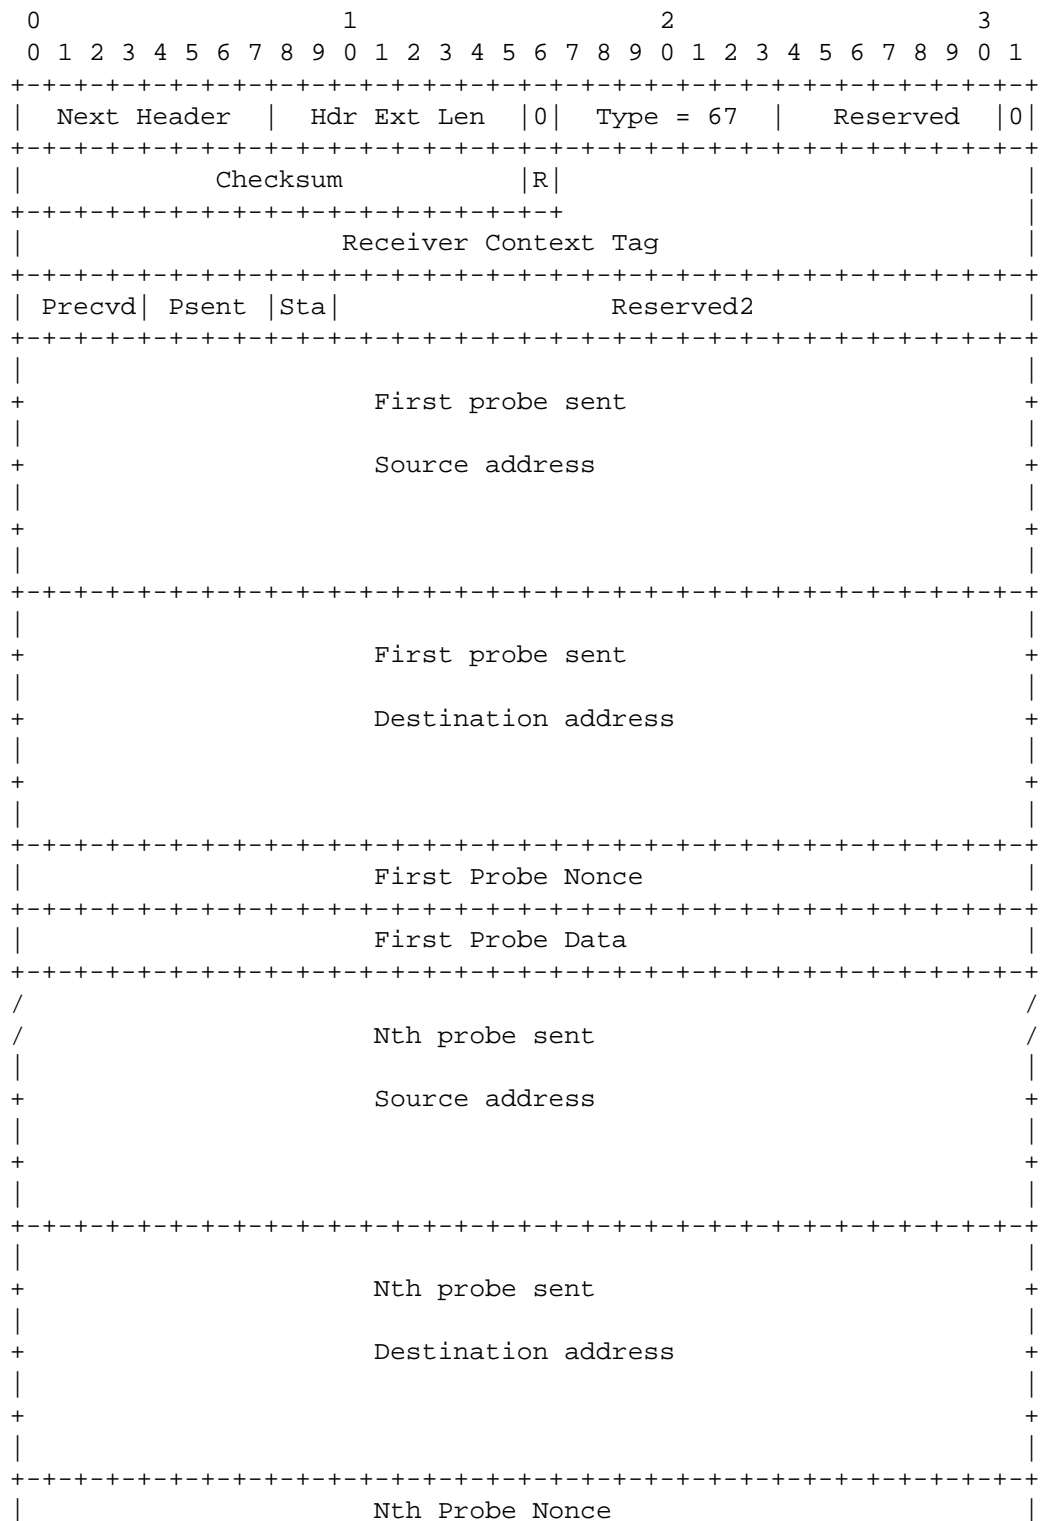 0                   1                   2                   3
 0 1 2 3 4 5 6 7 8 9 0 1 2 3 4 5 6 7 8 9 0 1 2 3 4 5 6 7 8 9 0 1
+-+-+-+-+-+-+-+-+-+-+-+-+-+-+-+-+-+-+-+-+-+-+-+-+-+-+-+-+-+-+-+-+
|  Next Header  |  Hdr Ext Len  |0|  Type = 67  |   Reserved  |0|
+-+-+-+-+-+-+-+-+-+-+-+-+-+-+-+-+-+-+-+-+-+-+-+-+-+-+-+-+-+-+-+-+
|            Checksum           |R|                             |
+-+-+-+-+-+-+-+-+-+-+-+-+-+-+-+-+-+                             |
|                    Receiver Context Tag                       |
+-+-+-+-+-+-+-+-+-+-+-+-+-+-+-+-+-+-+-+-+-+-+-+-+-+-+-+-+-+-+-+-+
| Precvd| Psent |Sta|                 Reserved2                 |
+-+-+-+-+-+-+-+-+-+-+-+-+-+-+-+-+-+-+-+-+-+-+-+-+-+-+-+-+-+-+-+-+
|                                                               |
+                      First probe sent                         +
|                                                               |
+                      Source address                           +
|                                                               |
+                                                               +
|                                                               |
+-+-+-+-+-+-+-+-+-+-+-+-+-+-+-+-+-+-+-+-+-+-+-+-+-+-+-+-+-+-+-+-+
|                                                               |
+                      First probe sent                         +
|                                                               |
+                      Destination address                      +
|                                                               |
+                                                               +
|                                                               |
+-+-+-+-+-+-+-+-+-+-+-+-+-+-+-+-+-+-+-+-+-+-+-+-+-+-+-+-+-+-+-+-+
|                      First Probe Nonce                        |
+-+-+-+-+-+-+-+-+-+-+-+-+-+-+-+-+-+-+-+-+-+-+-+-+-+-+-+-+-+-+-+-+
|                      First Probe Data                         |
+-+-+-+-+-+-+-+-+-+-+-+-+-+-+-+-+-+-+-+-+-+-+-+-+-+-+-+-+-+-+-+-+
/                                                               /
/                      Nth probe sent                           /
|                                                               |
+                      Source address                           +
|                                                               |
+                                                               +
|                                                               |
+-+-+-+-+-+-+-+-+-+-+-+-+-+-+-+-+-+-+-+-+-+-+-+-+-+-+-+-+-+-+-+-+
|                                                               |
+                      Nth probe sent                           +
|                                                               |
+                      Destination address                      +
|                                                               |
+                                                               +
|                                                               |
+-+-+-+-+-+-+-+-+-+-+-+-+-+-+-+-+-+-+-+-+-+-+-+-+-+-+-+-+-+-+-+-+
|                      Nth Probe Nonce                          |